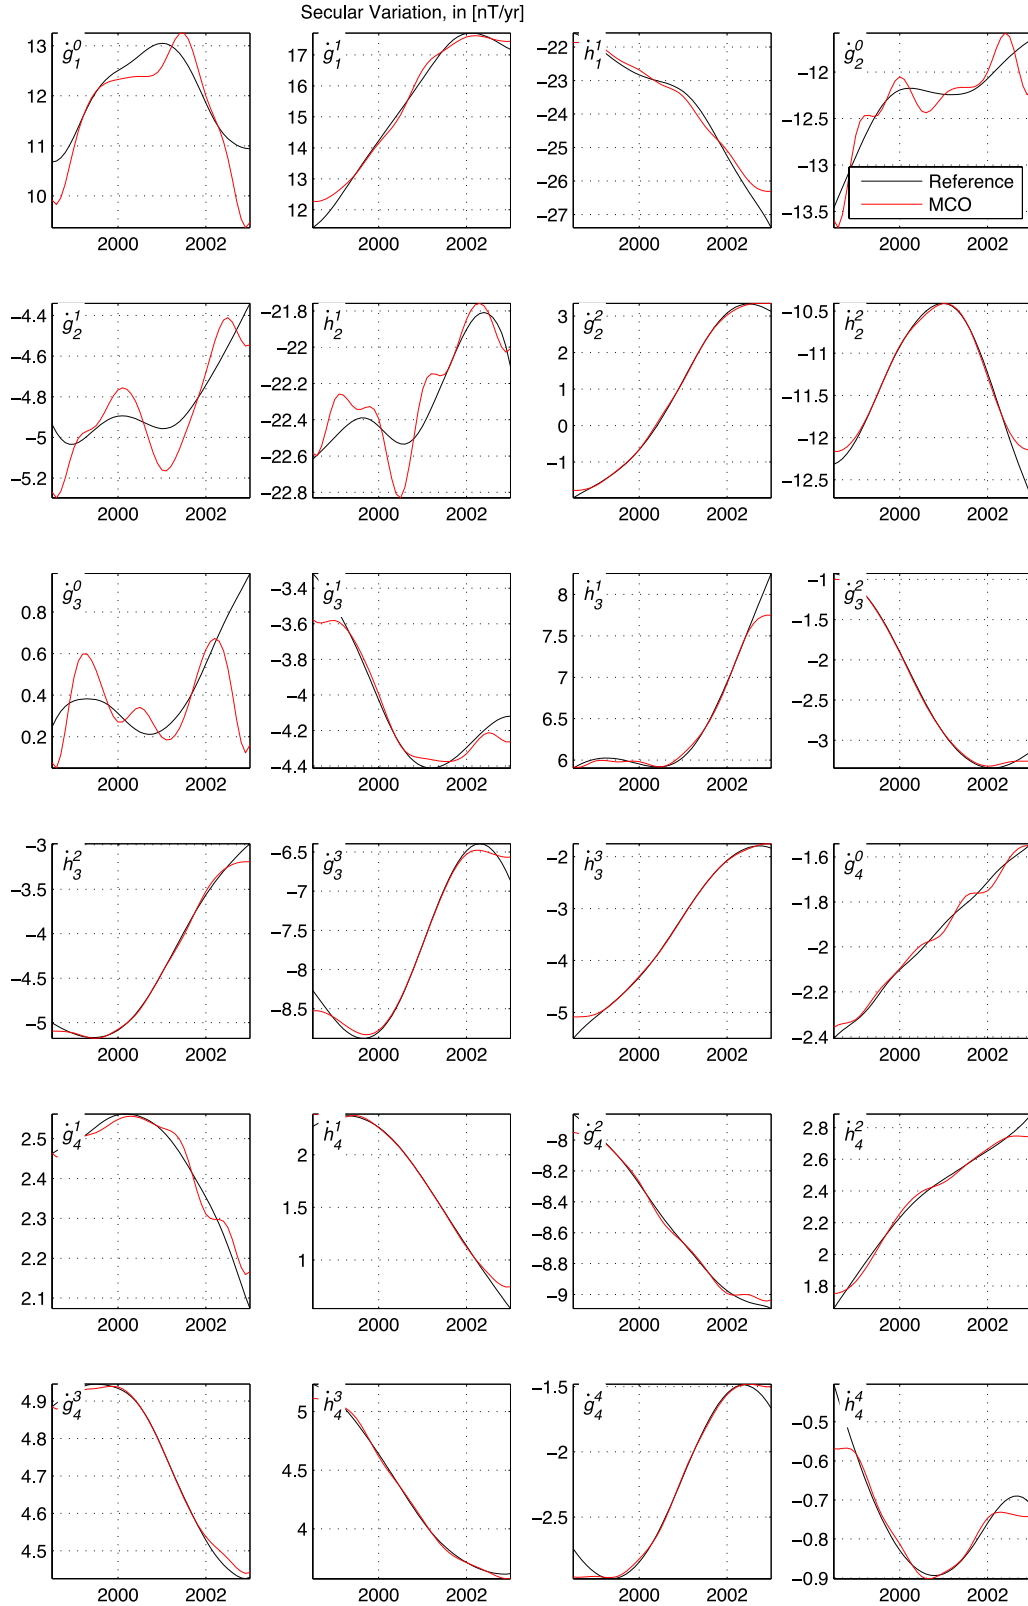 Secular Variation, in [nT/yr]
ġ₁⁰ 13 12 11 10 2000 2002
ġ₁¹ 17 16 15 14 13 12 2000 2002
ḣ₁¹ −22 −23 −24 −25 −26 −27 2000 2002
ġ₂⁰ −12 −12.5 −13 −13.5 2000 2002
Reference
MCO
ġ₂¹ −4.4 −4.6 −4.8 −5 −5.2 2000 2002
ḣ₂¹ −21.8 −22 −22.2 −22.4 −22.6 −22.8 2000 2002
ġ₂² 3 2 1 0 −1 2000 2002
ḣ₂² −10.5 −11 −11.5 −12 −12.5 2000 2002
ġ₃⁰ 0.8 0.6 0.4 0.2 2000 2002
ġ₃¹ −3.4 −3.6 −3.8 −4 −4.2 −4.4 2000 2002
ḣ₃¹ 8 7.5 7 6.5 6 2000 2002
ġ₃² −1 −1.5 −2 −2.5 −3 2000 2002
ḣ₃² −3 −3.5 −4 −4.5 −5 2000 2002
ġ₃³ −6.5 −7 −7.5 −8 −8.5 2000 2002
ḣ₃³ −2 −3 −4 −5 2000 2002
ġ₄⁰ −1.6 −1.8 −2 −2.2 −2.4 2000 2002
ġ₄¹ 2.5 2.4 2.3 2.2 2.1 2000 2002
ḣ₄¹ 2 1.5 1 2000 2002
ġ₄² −8 −8.2 −8.4 −8.6 −8.8 −9 2000 2002
ḣ₄² 2.8 2.6 2.4 2.2 2 1.8 2000 2002
ġ₄³ 4.9 4.8 4.7 4.6 4.5 2000 2002
ḣ₄³ 5 4.5 4 2000 2002
ġ₄⁴ −1.5 −2 −2.5 2000 2002
ḣ₄⁴ −0.5 −0.6 −0.7 −0.8 −0.9 2000 2002